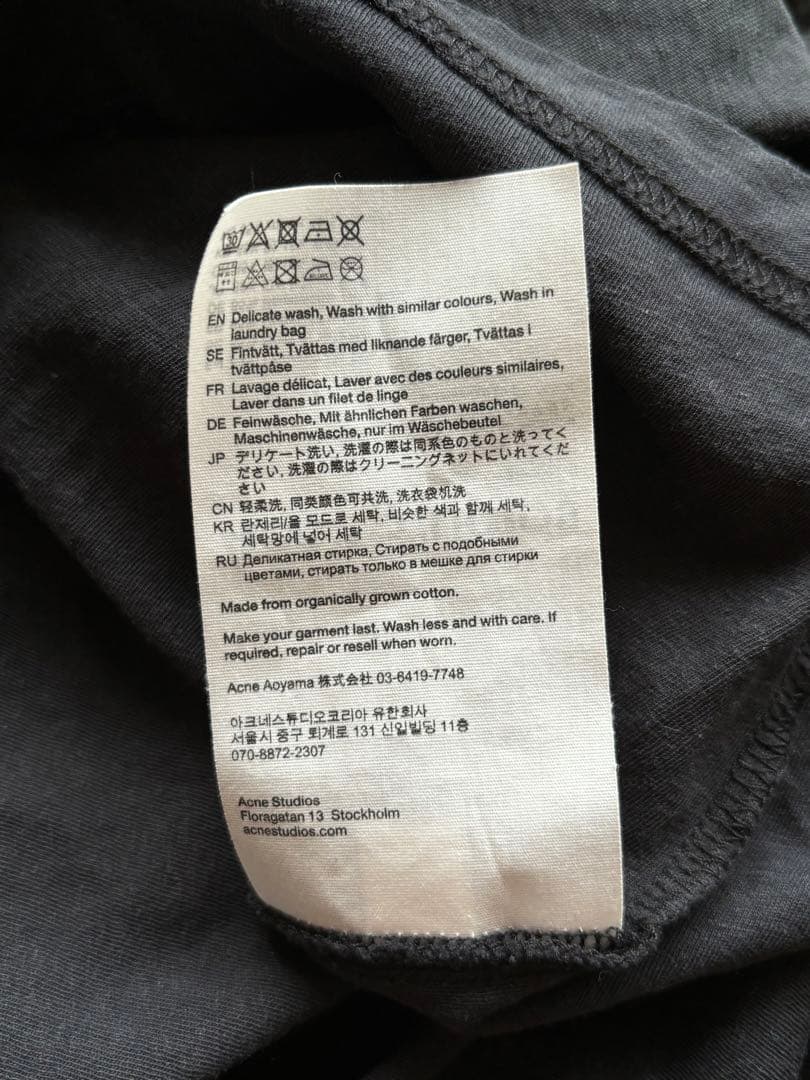 30
EN Delicate wash, Wash with similar colours, Wash in
laundry bag
SE Fintvätt, Tvättas med liknande färger, Tvättas i
tvättpåse
FR Lavage délicat, Laver avec des couleurs similaires,
Laver dans un filet de linge
DE Feinwäsche, Mit ähnlichen Farben waschen,
Maschinenwäsche, nur im Wäschebeutel
JP デリケート洗い, 洗濯の際は同系色のものと洗ってく
ださい, 洗濯の際はクリーニングネットにいれてくだ
さい
CN 轻柔洗, 同类颜色可共洗, 洗衣袋机洗
KR 란제리/울 모드로 세탁, 비슷한 색과 함께 세탁,
세탁망에 넣어 세탁
RU Деликатная стирка, Стирать с подобными
цветами, стирать только в мешке для стирки
Made from organically grown cotton.
Make your garment last. Wash less and with care. If
required, repair or resell when worn.
Acne Aoyama 株式会社 03-6419-7748
아크네스튜디오코리아 유한회사
서울시 중구 퇴계로 131 신일빌딩 11층
070-8872-2307
Acne Studios
Floragatan 13 Stockholm
acnestudios.com